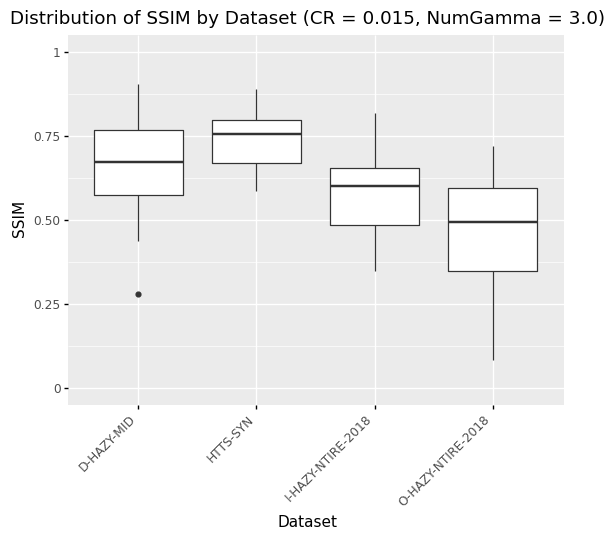 Distribution of SSIM by Dataset (CR = 0.015, NumGamma = 3.0)
1
0.75
0.50
0.25
0
SSIM
D-HAZY-MID
HTTS-SYN
I-HAZY-NTIRE-2018
O-HAZY-NTIRE-2018
Dataset